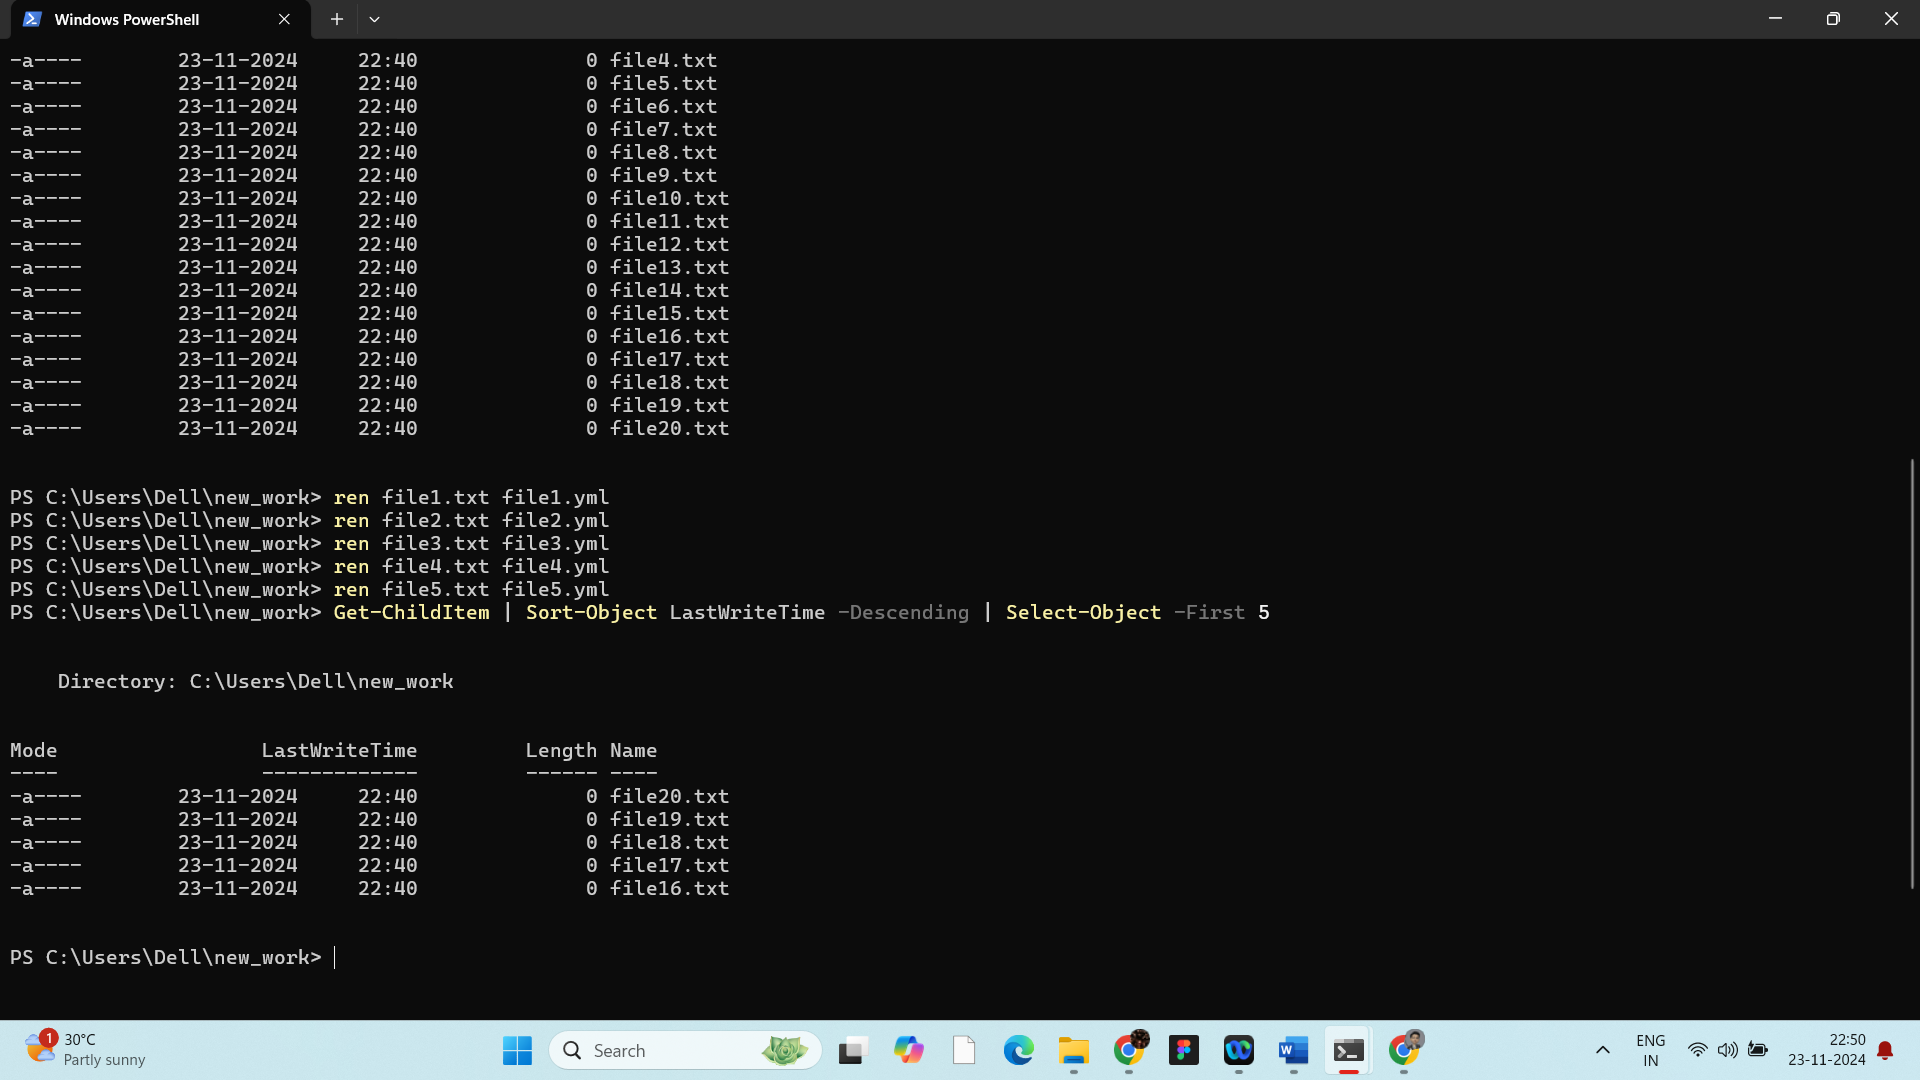 Windows PowerShell
-a---- 23-11-2024 22:40 0 file4.txt
-a---- 23-11-2024 22:40 0 file5.txt
-a---- 23-11-2024 22:40 0 file6.txt
-a---- 23-11-2024 22:40 0 file7.txt
-a---- 23-11-2024 22:40 0 file8.txt
-a---- 23-11-2024 22:40 0 file9.txt
-a---- 23-11-2024 22:40 0 file10.txt
-a---- 23-11-2024 22:40 0 file11.txt
-a---- 23-11-2024 22:40 0 file12.txt
-a---- 23-11-2024 22:40 0 file13.txt
-a---- 23-11-2024 22:40 0 file14.txt
-a---- 23-11-2024 22:40 0 file15.txt
-a---- 23-11-2024 22:40 0 file16.txt
-a---- 23-11-2024 22:40 0 file17.txt
-a---- 23-11-2024 22:40 0 file18.txt
-a---- 23-11-2024 22:40 0 file19.txt
-a---- 23-11-2024 22:40 0 file20.txt
PS C:\Users\Dell\new_work> ren file1.txt file1.yml
PS C:\Users\Dell\new_work> ren file2.txt file2.yml
PS C:\Users\Dell\new_work> ren file3.txt file3.yml
PS C:\Users\Dell\new_work> ren file4.txt file4.yml
PS C:\Users\Dell\new_work> ren file5.txt file5.yml
PS C:\Users\Dell\new_work> Get-ChildItem | Sort-Object LastWriteTime -Descending | Select-Object -First 5
Directory: C:\Users\Dell\new_work
Mode LastWriteTime Length Name
---- ------------- ------ ----
-a---- 23-11-2024 22:40 0 file20.txt
-a---- 23-11-2024 22:40 0 file19.txt
-a---- 23-11-2024 22:40 0 file18.txt
-a---- 23-11-2024 22:40 0 file17.txt
-a---- 23-11-2024 22:40 0 file16.txt
PS C:\Users\Dell\new_work>
1 30°C
Partly sunny
Search
W
ENG
IN
22:50
23-11-2024